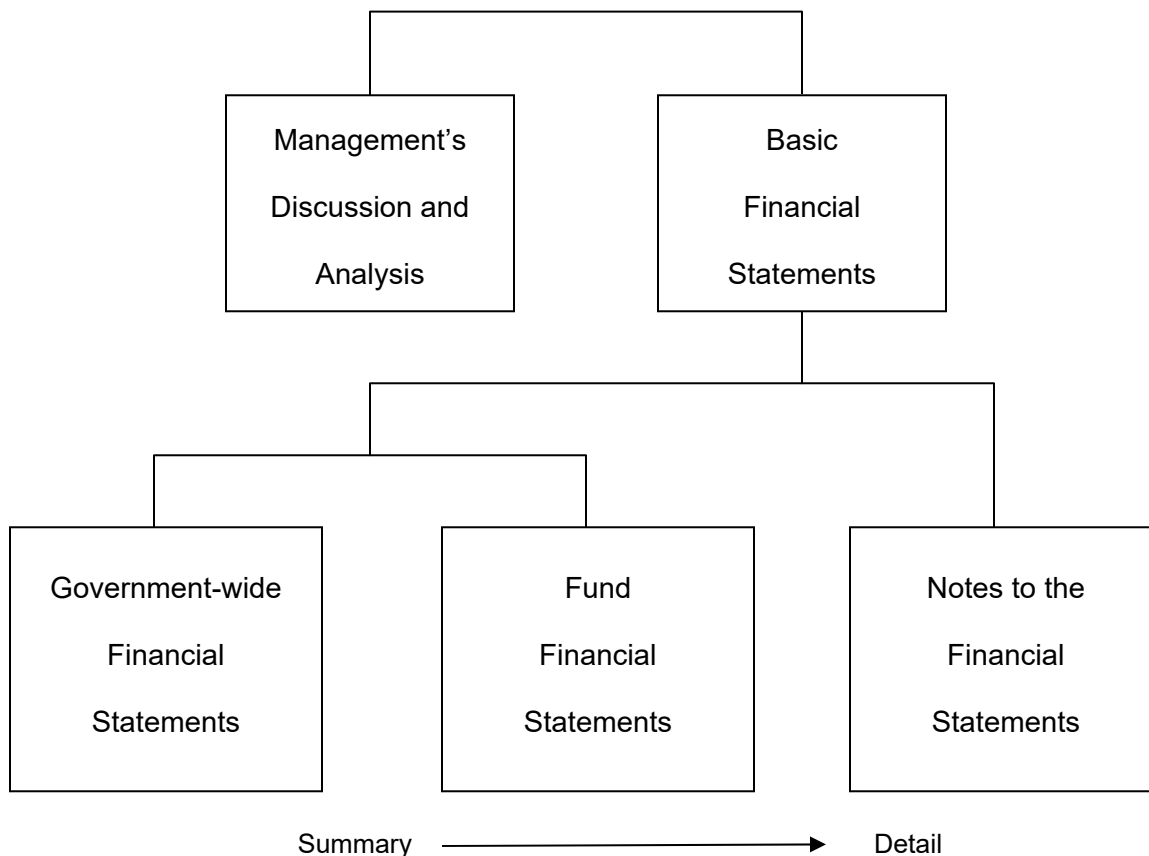 Management’s
Discussion and
Analysis
Basic
Financial
Statements
Government-wide
Financial
Statements
Fund
Financial
Statements
Notes to the
Financial
Statements
Summary
Detail